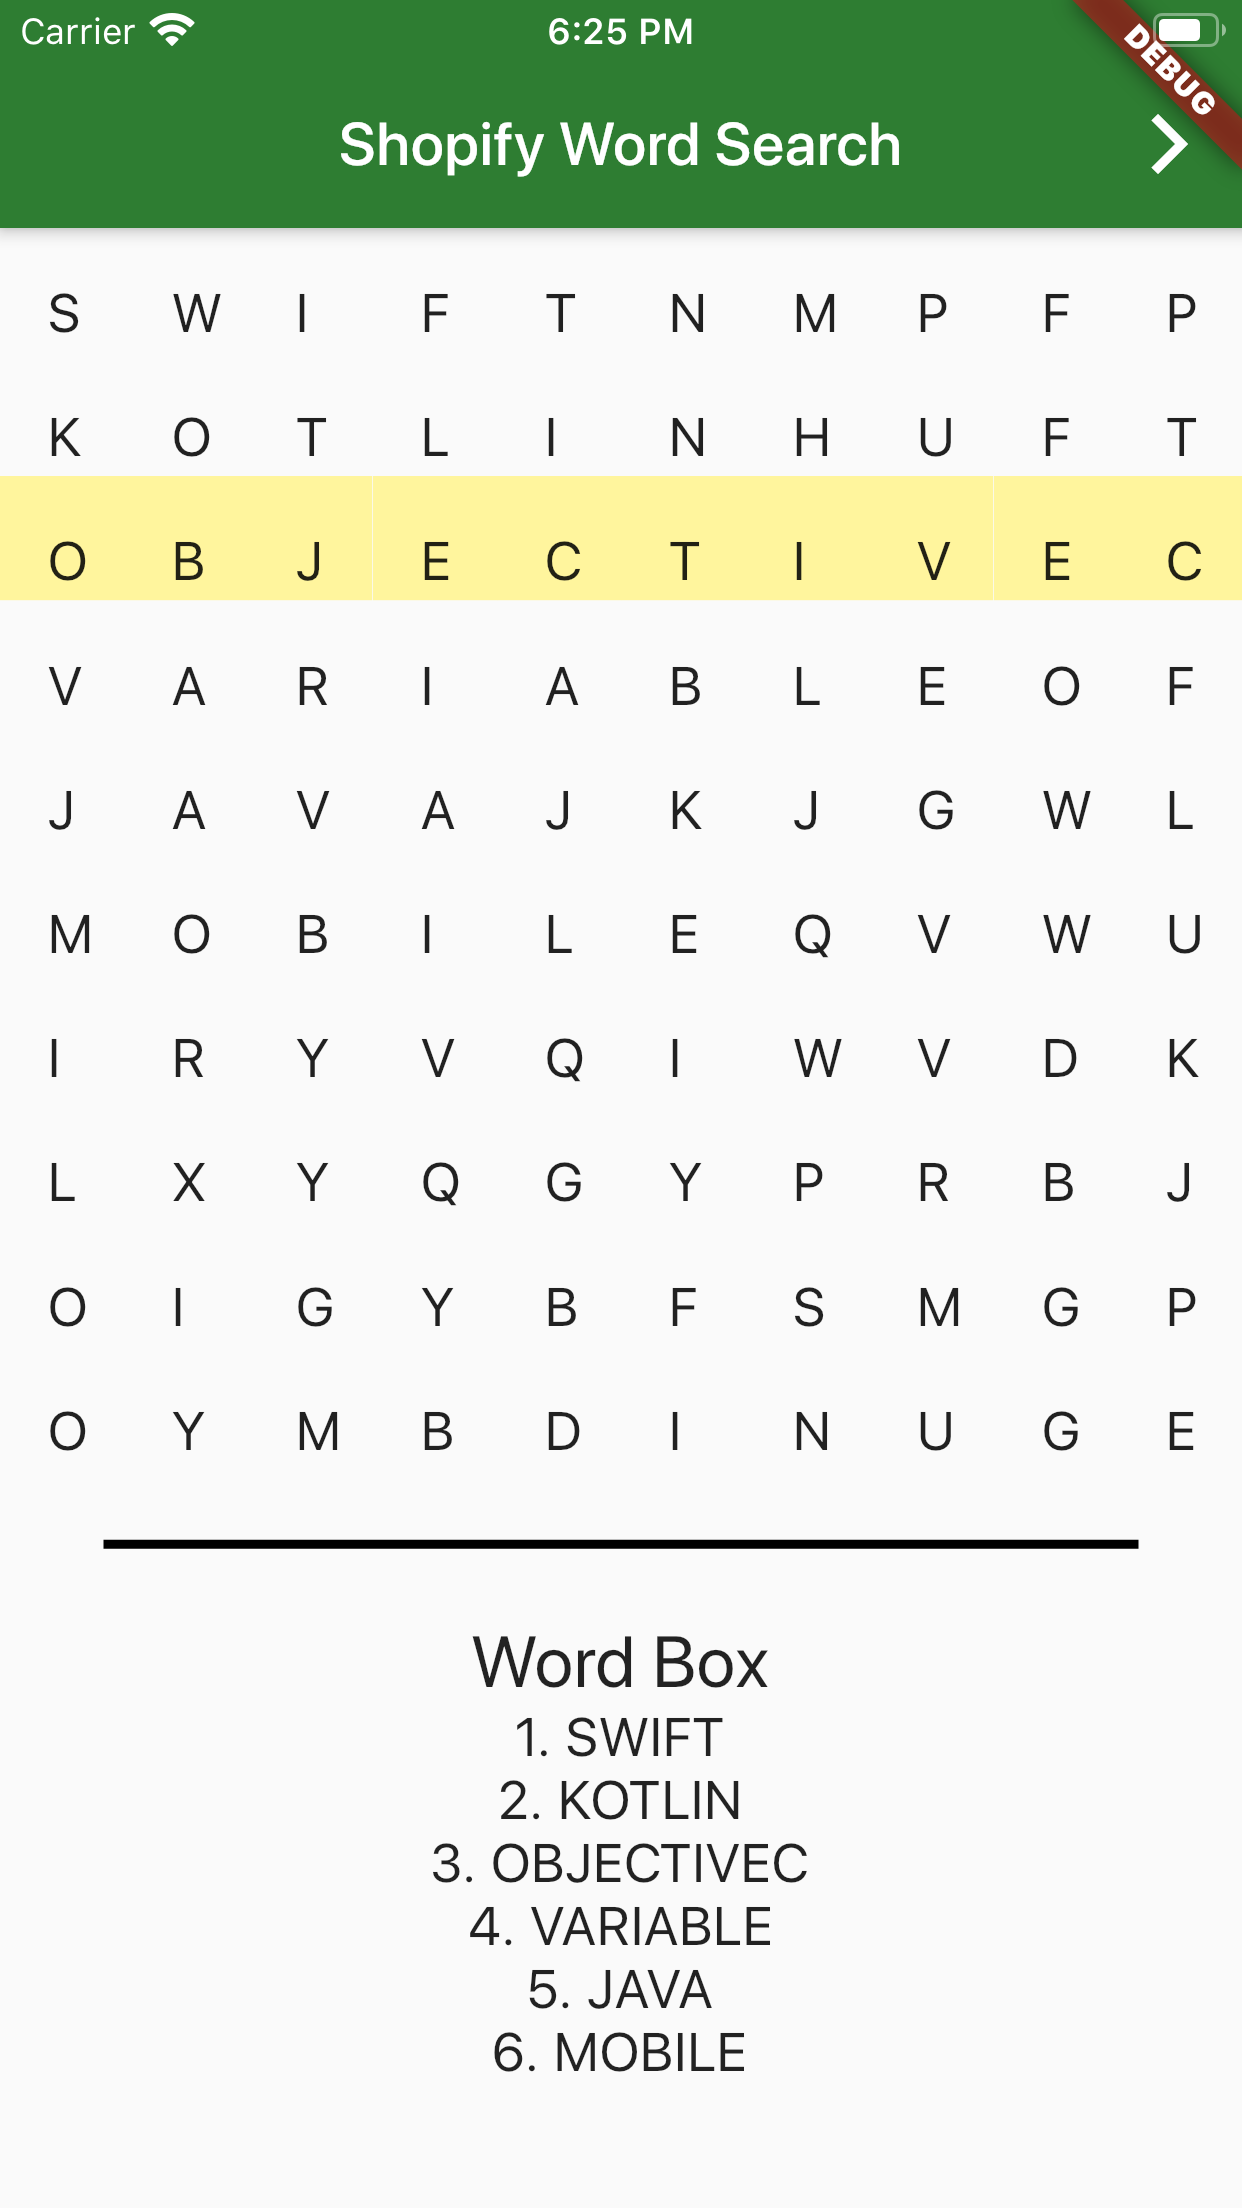 Carrier 6:25 PM
DEBUG
Shopify Word Search
S W I F T N M P F P
K O T L I N H U F T
O B J E C T I V E C
V A R I A B L E O F
J A V A J K J G W L
M O B I L E Q V W U
I R Y V Q I W V D K
L X Y Q G Y P R B J
O I G Y B F S M G P
O Y M B D I N U G E
Word Box
1. SWIFT
2. KOTLIN
3. OBJECTIVEC
4. VARIABLE
5. JAVA
6. MOBILE